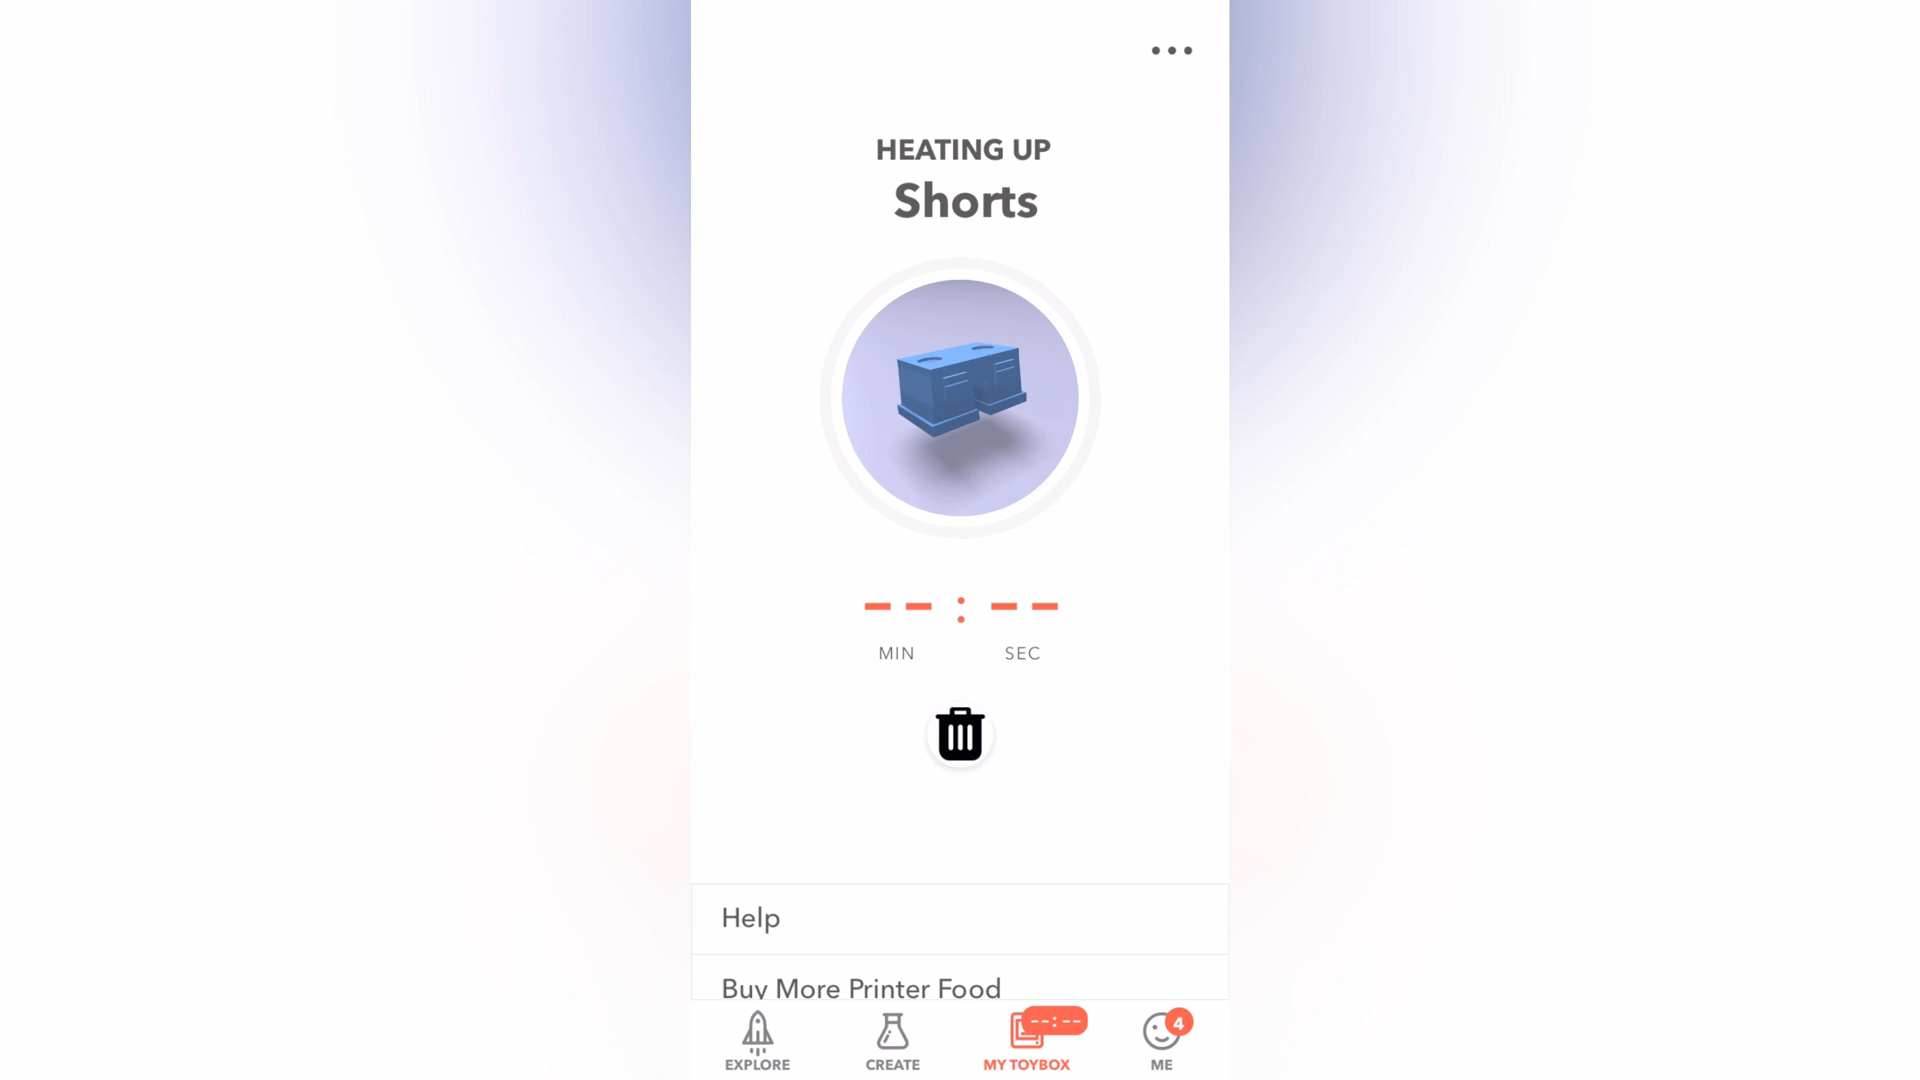 HEATING UP
Shorts
-- : --
MIN SEC
Help
Buy More Printer Food
--:-- 4
EXPLORE CREATE MY TOYBOX ME